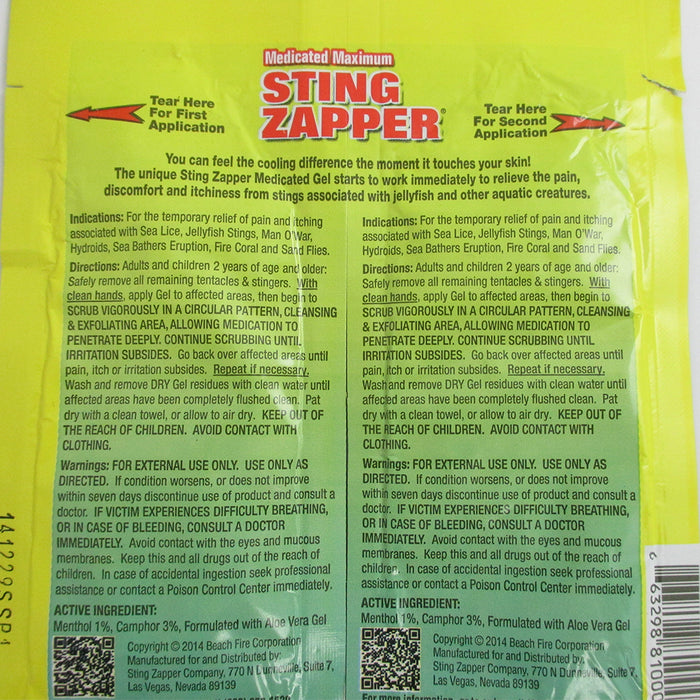 Medicated Maximum
STING
ZAPPER®
Tear Here
For First
Application
Tear Here
For Second
Application
You can feel the cooling difference the moment it touches your skin!
The unique Sting Zapper Medicated Gel starts to work immediately to relieve the pain,
discomfort and itchiness from stings associated with jellyfish and other aquatic creatures.
Indications: For the temporary relief of pain and itching
associated with Sea Lice, Jellyfish Stings, Man O'War,
Hydroids, Sea Bathers Eruption, Fire Coral and Sand Flies.
Directions: Adults and children 2 years of age and older:
Safely remove all remaining tentacles & stingers. With
clean hands, apply Gel to affected areas, then begin to
SCRUB VIGOROUSLY IN A CIRCULAR PATTERN, CLEANSING
& EXFOLIATING AREA, ALLOWING MEDICATION TO
PENETRATE DEEPLY. CONTINUE SCRUBBING UNTIL
IRRITATION SUBSIDES. Go back over affected areas until
pain, itch or irritation subsides. Repeat if necessary.
Wash and remove DRY Gel residues with clean water until
affected areas have been completely flushed clean. Pat
dry with a clean towel, or allow to air dry. KEEP OUT OF
THE REACH OF CHILDREN. AVOID CONTACT WITH
CLOTHING.
Warnings: FOR EXTERNAL USE ONLY. USE ONLY AS
DIRECTED. If condition worsens, or does not improve
within seven days discontinue use of product and consult a
doctor. IF VICTIM EXPERIENCES DIFFICULTY BREATHING,
OR IN CASE OF BLEEDING, CONSULT A DOCTOR
IMMEDIATELY. Avoid contact with the eyes and mucous
membranes. Keep this and all drugs out of the reach of
children. In case of accidental ingestion seek professional
assistance or contact a Poison Control Center immediately.
ACTIVE INGREDIENT:
Menthol 1%, Camphor 3%, Formulated with Aloe Vera Gel
Copyright © 2014 Beach Fire Corporation
Manufactured for and Distributed by:
Sting Zapper Company, 770 N Dunneville, Suite 7,
Las Vegas, Nevada 89139
Indications: For the temporary relief of pain and itching
associated with Sea Lice, Jellyfish Stings, Man O'War,
Hydroids, Sea Bathers Eruption, Fire Coral and Sand Flies.
Directions: Adults and children 2 years of age and older:
Safely remove all remaining tentacles & stingers. With
clean hands, apply Gel to affected areas, then begin to
SCRUB VIGOROUSLY IN A CIRCULAR PATTERN, CLEANSING
& EXFOLIATING AREA, ALLOWING MEDICATION TO
PENETRATE DEEPLY. CONTINUE SCRUBBING UNTIL
IRRITATION SUBSIDES. Go back over affected areas until
pain, itch or irritation subsides. Repeat if necessary.
Wash and remove DRY Gel residues with clean water until
affected areas have been completely flushed clean. Pat
dry with a clean towel, or allow to air dry. KEEP OUT OF
THE REACH OF CHILDREN. AVOID CONTACT WITH
CLOTHING.
Warnings: FOR EXTERNAL USE ONLY. USE ONLY AS
DIRECTED. If condition worsens, or does not improve
within seven days discontinue use of product and consult a
doctor. IF VICTIM EXPERIENCES DIFFICULTY BREATHING,
OR IN CASE OF BLEEDING, CONSULT A DOCTOR
IMMEDIATELY. Avoid contact with the eyes and mucous
membranes. Keep this and all drugs out of the reach of
children. In case of accidental ingestion seek professional
assistance or contact a Poison Control Center immediately.
ACTIVE INGREDIENT:
Menthol 1%, Camphor 3%, Formulated with Aloe Vera Gel
Copyright © 2014 Beach Fire Corporation
Manufactured for and Distributed by:
Sting Zapper Company, 770 N Dunneville, Suite 7,
Las Vegas, Nevada 89139
For more information
141229SSP1
6 63298 8100